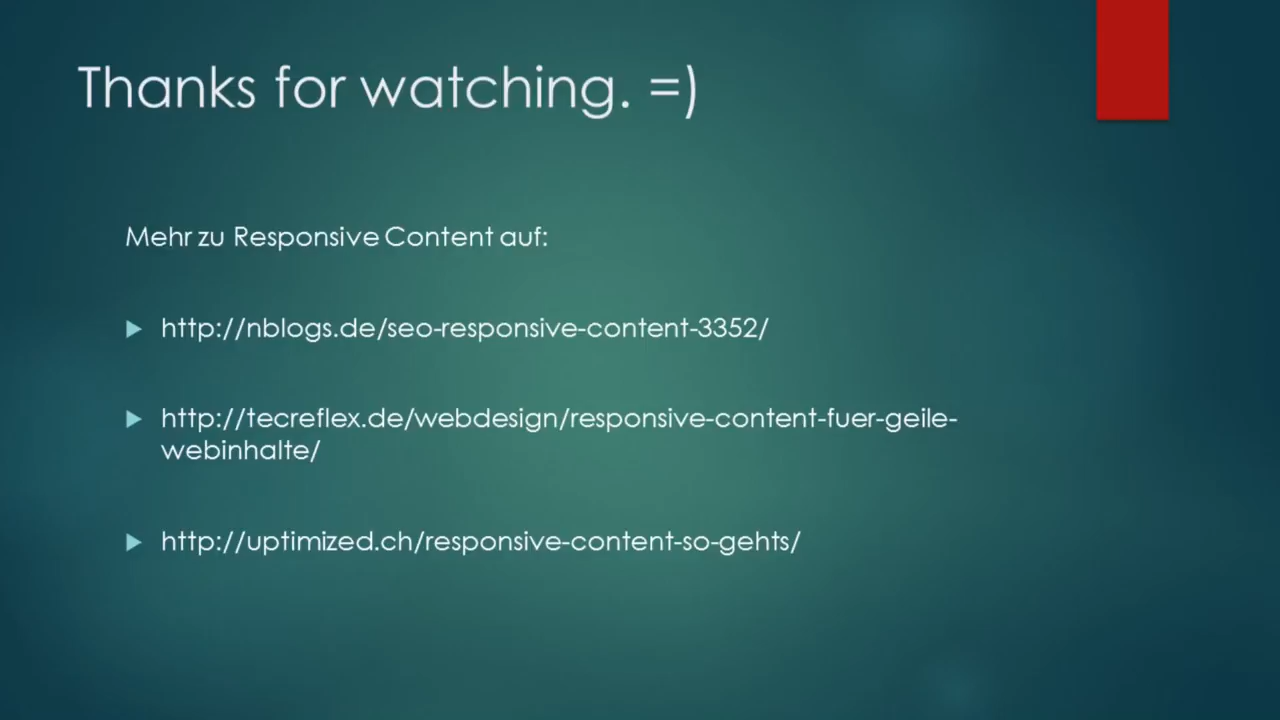 Thanks for watching. =)
Mehr zu Responsive Content auf:
http://nblogs.de/seo-responsive-content-3352/
http://tecreflex.de/webdesign/responsive-content-fuer-geile-
webinhalte/
http://uptimized.ch/responsive-content-so-gehts/